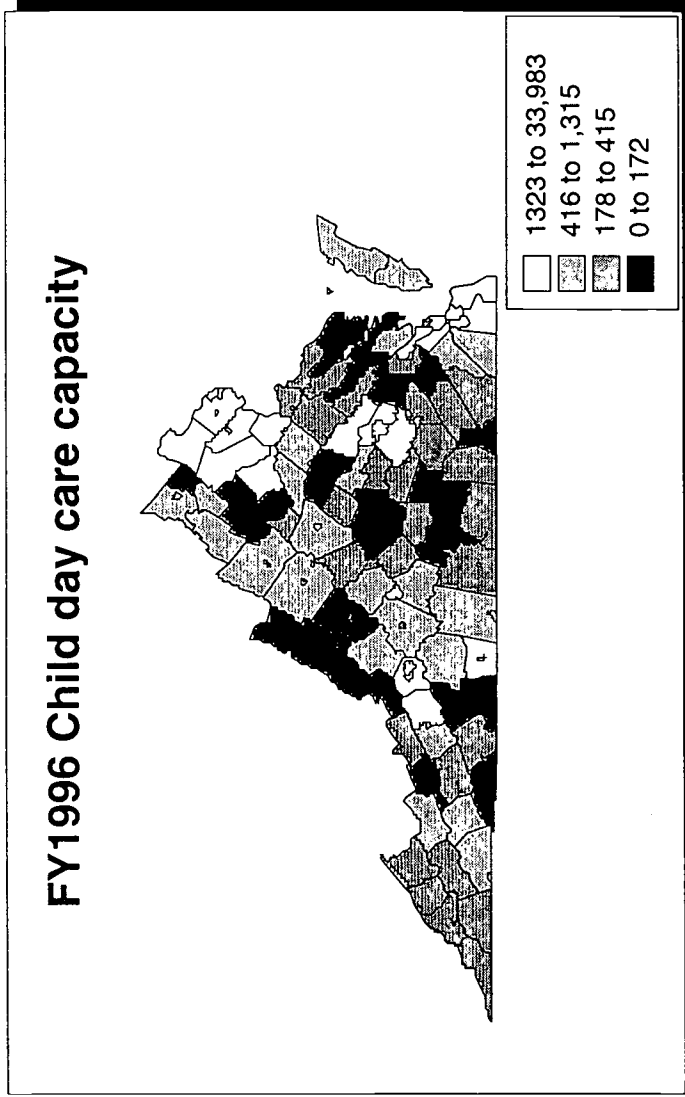 FY1996 Child day care capacity
1323 to 33,983
416 to 1,315
178 to 415
0 to 172